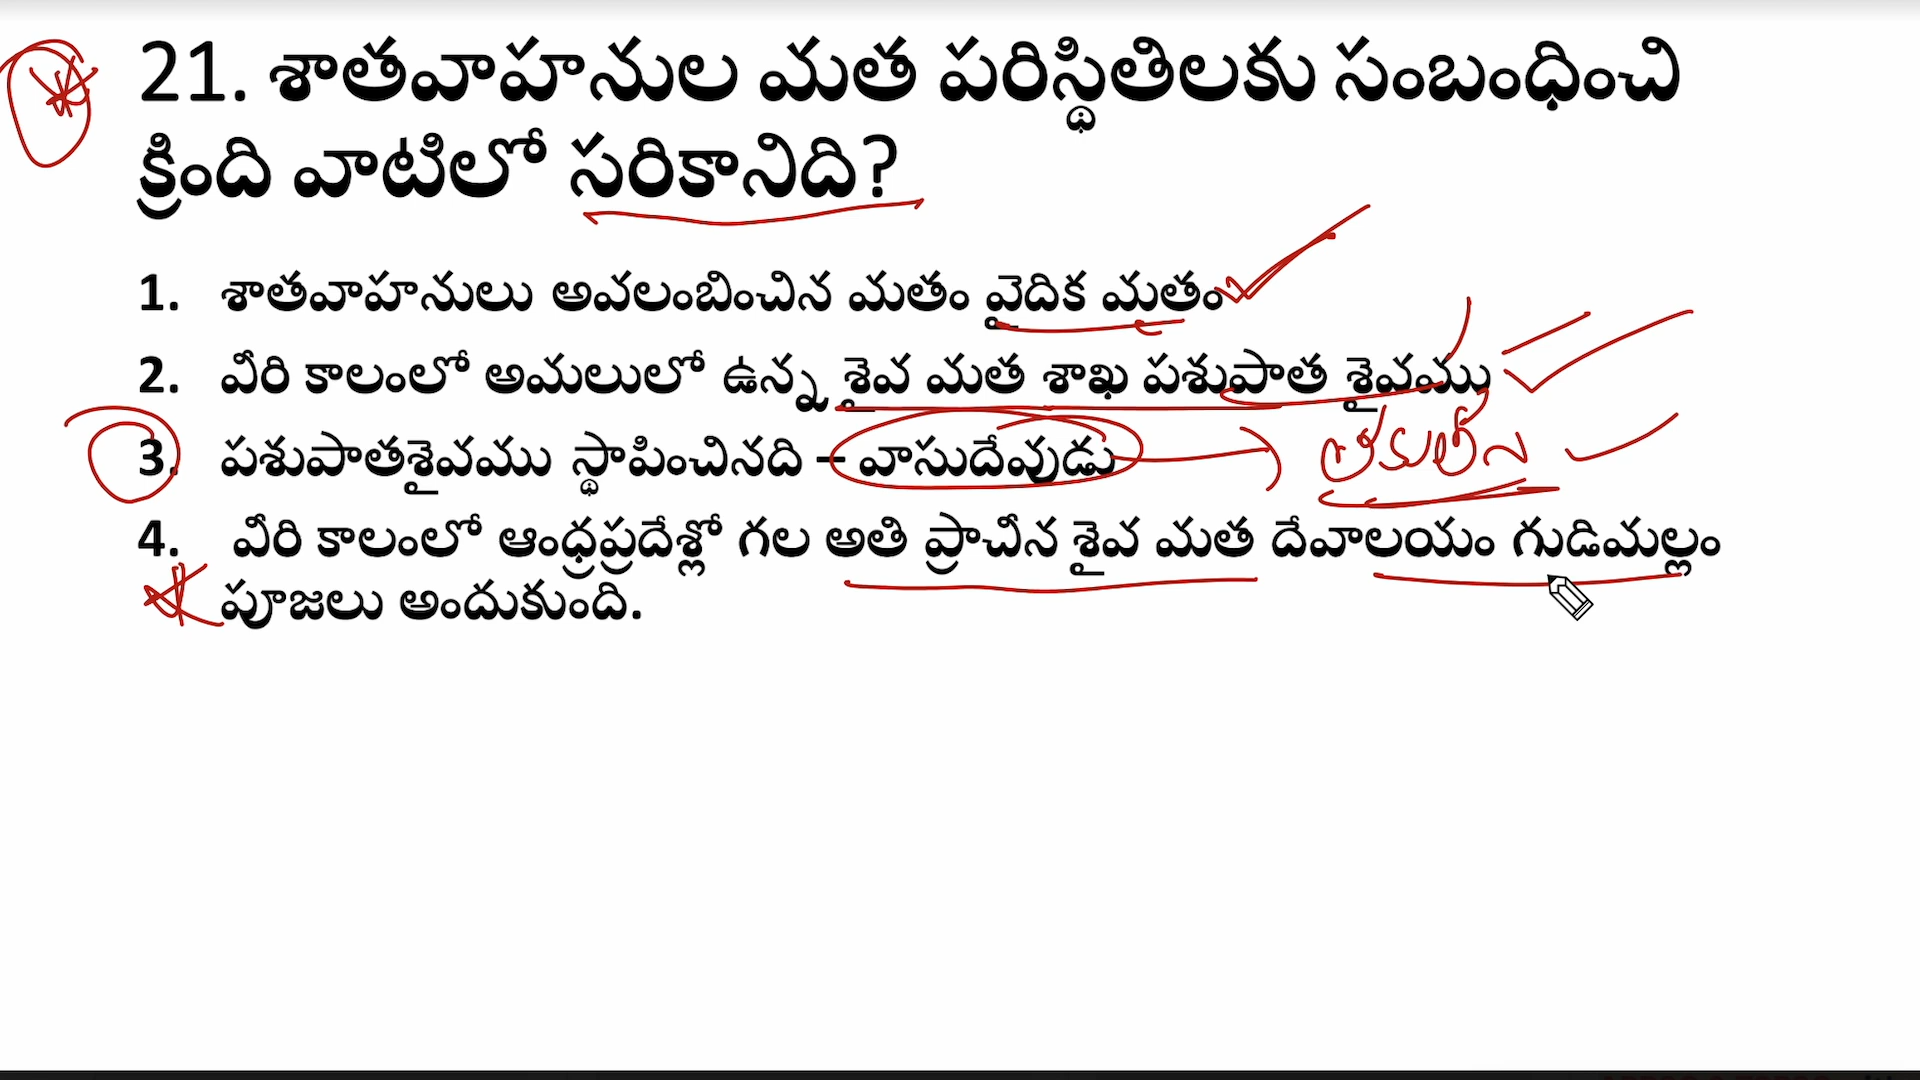 21. శాతవాహనుల మత పరిస్థితిలకు సంబంధించి
క్రింది వాటిలో సరికానిది?
1. శాతవాహనులు అవలంబించిన మతం వైదిక మతం
2. వీరి కాలంలో అమలులో ఉన్న శైవ మత శాఖ పశుపాత శైవము
3. పశుపాతశైవము స్థాపించినది – వాసుదేవుడు
4. వీరి కాలంలో ఆంధ్రప్రదేశ్లో గల అతి ప్రాచీన శైవ మత దేవాలయం గుడిమల్లం
పూజలు అందుకుంది.